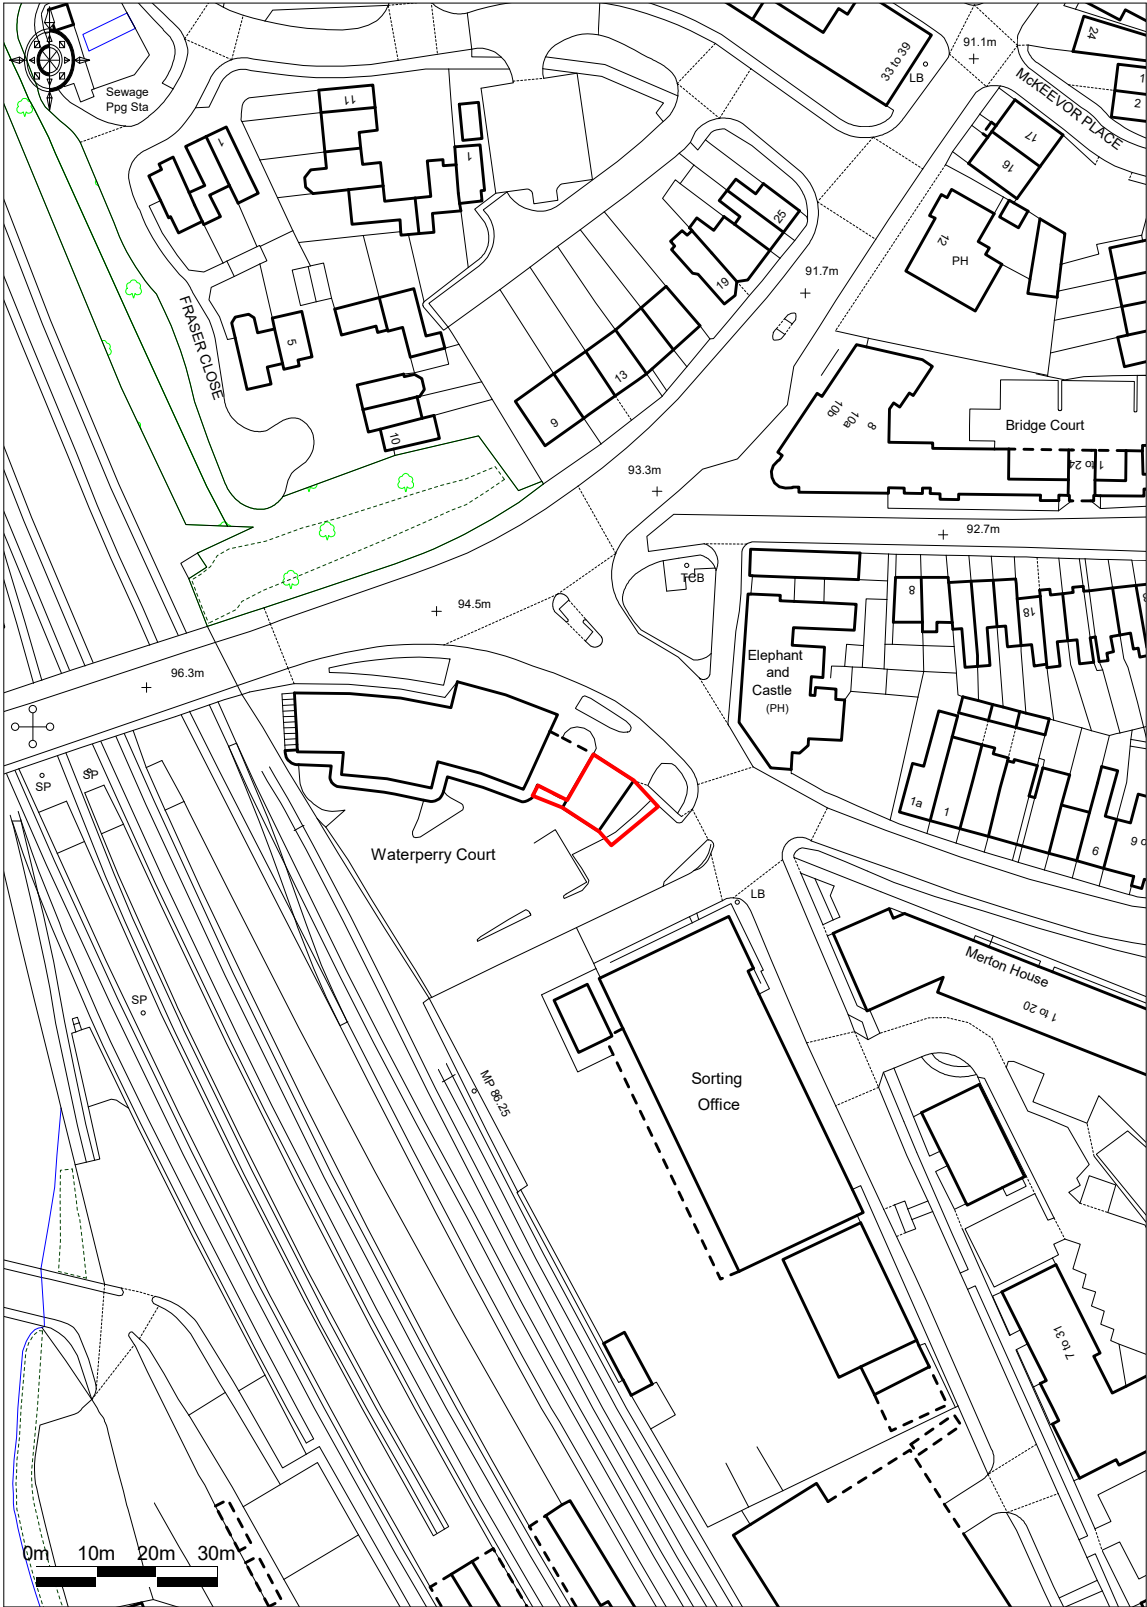 33 to 39
LB
91.1m
24
1
2
McKEEVOR PLACE
Sewage
Ppg Sta
11
1
1
17
16
12
PH
25
19
91.7m
FRASER CLOSE
5
13
9
10
10b
10a
8
Bridge Court
1 to 24
93.3m
92.7m
TCB
94.5m
8
18
Elephant
and
Castle
(PH)
96.3m
SP
SP
1a
1
6
Waterperry Court
LB
Merton House
1 to 20
SP
MP 86.25
Sorting
Office
7 to 31
0m 10m 20m 30m